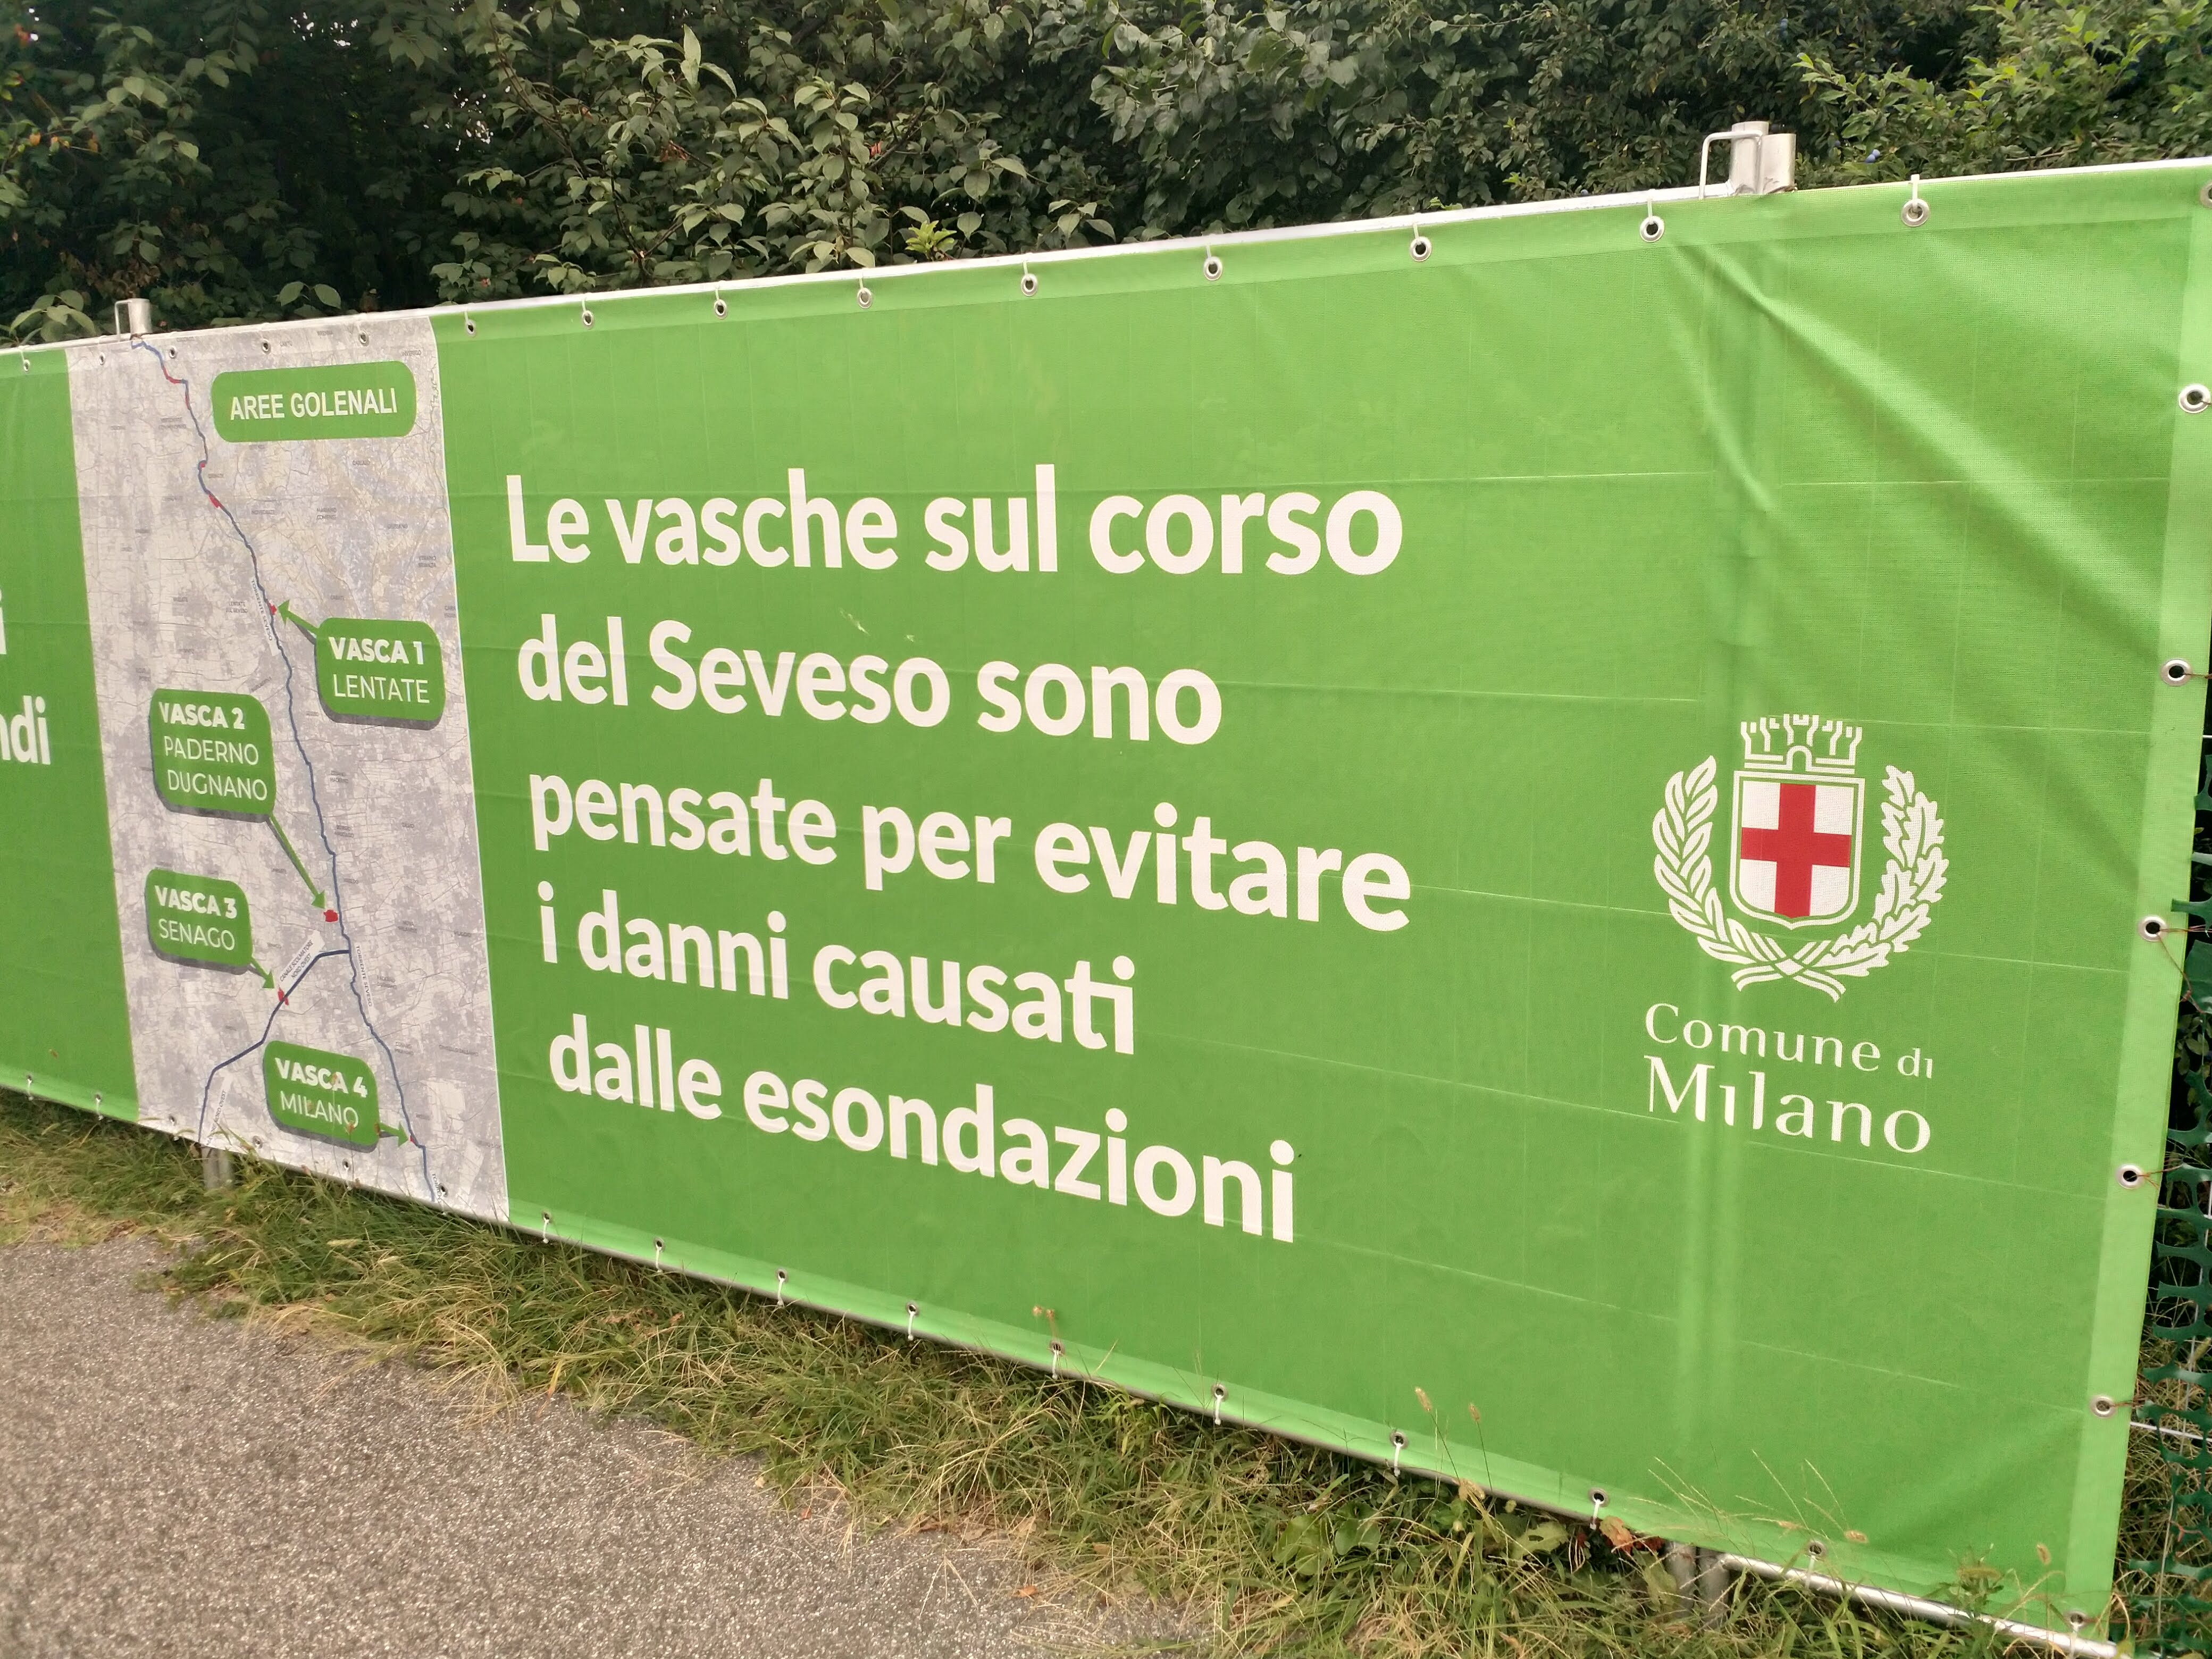 ndi
AREE GOLENALI
VASCA 1
LENTATE
VASCA 2
PADERNO
DUGNANO
VASCA 3
SENAGO
VASCA 4
MILANO
Le vasche sul corso
del Seveso sono
pensate per evitare
i danni causati
dalle esondazioni
Comune di
Milano